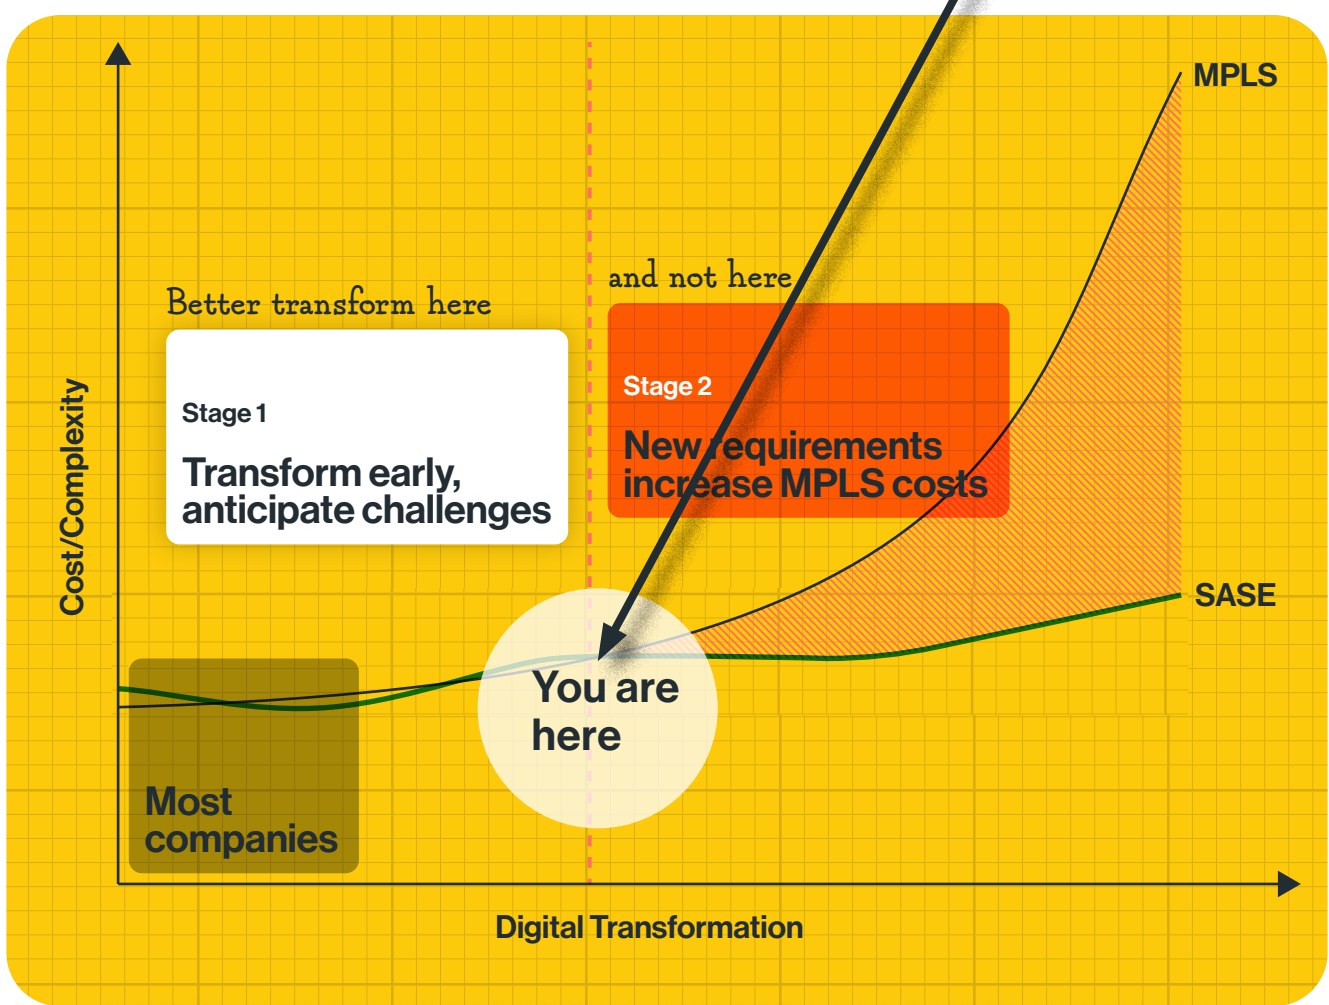 MPLS
and not here
Better transform here
Stage 2
New requirements
increase MPLS costs
Stage 1
Transform early,
anticipate challenges
Cost/Complexity
SASE
You are
here
Most
companies
Digital Transformation